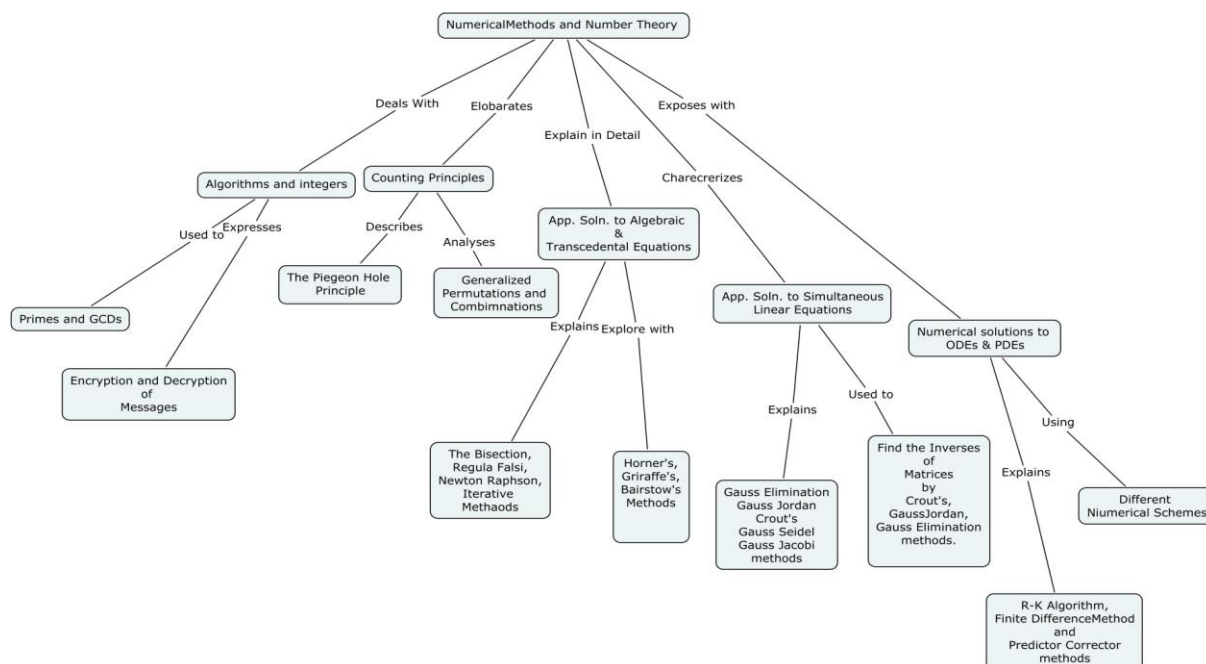 NumericalMethods and Number Theory
Deals With
Elobarates
Exposes with
Explain in Detail
Charecrerizes
Algorithms and integers
Counting Principles
App. Soln. to Algebraic
&
Transcedental Equations
Used to
Expresses
Describes
Analyses
The Piegeon Hole
Principle
Generalized
Permutations and
Combimnations
App. Soln. to Simultaneous
Linear Equations
Primes and GCDs
Explains
Explore with
Numerical solutions to
ODEs & PDEs
Encryption and Decryption
of
Messages
Explains
Used to
Using
The Bisection,
Regula Falsi,
Newton Raphson,
Iterative
Methaods
Horner's,
Griraffe's,
Bairstow's
Methods
Find the Inverses
of
Matrices
by
Crout's,
GaussJordan,
Gauss Elimination
methods.
Explains
Gauss Elimination
Gauss Jordan
Crout's
Gauss Seidel
Gauss Jacobi
methods
Different
Niumerical Schemes
R-K Algorithm,
Finite DifferenceMethod
and
Predictor Corrector
methods